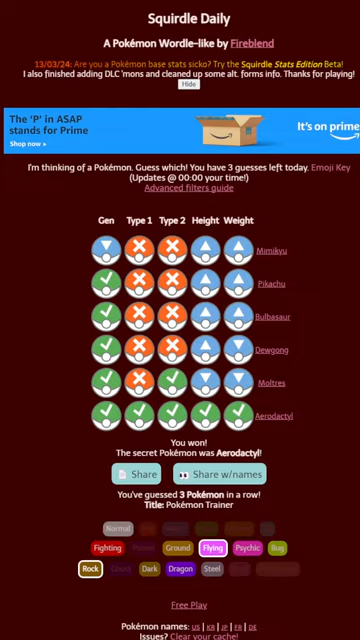 Squirdle Daily
A Pokémon Wordle-like by Fireblend
13/03/24: Are you a Pokémon base stats sicko? Try the Squirdle Stats Edition Beta!
I also finished adding DLC 'mons and cleaned up some alt. forms info. Thanks for playing!
Hide
The 'P' in ASAP
stands for Prime
Shop now ▸
It's on prime
I'm thinking of a Pokémon. Guess which! You have 3 guesses left today. Emoji Key
(Updates @ 00:00 your time!)
Advanced filters guide
Gen Type 1 Type 2 Height Weight
Mimikyu
Pikachu
Bulbasaur
Dewgong
Moltres
Aerodactyl
You won!
The secret Pokémon was Aerodactyl!
Share Share w/names
You've guessed 3 Pokémon in a row!
Title: Pokémon Trainer
Normal
Fighting Poison Ground Flying Psychic Bug
Rock Ghost Dark Dragon Steel
Free Play
Pokémon names: US | KR | JP | FR | DE
Issues? Clear your cache!